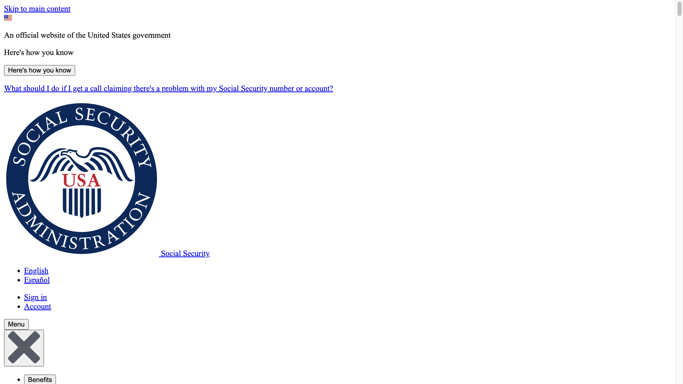 Skip to main content
An official website of the United States government
Here's how you know
Here's how you know
What should I do if I get a call claiming there's a problem with my Social Security number or account?
SOCIAL SECURITY
USA
ADMINISTRATION
Social Security
English
Español
Sign in
Account
Menu
Benefits